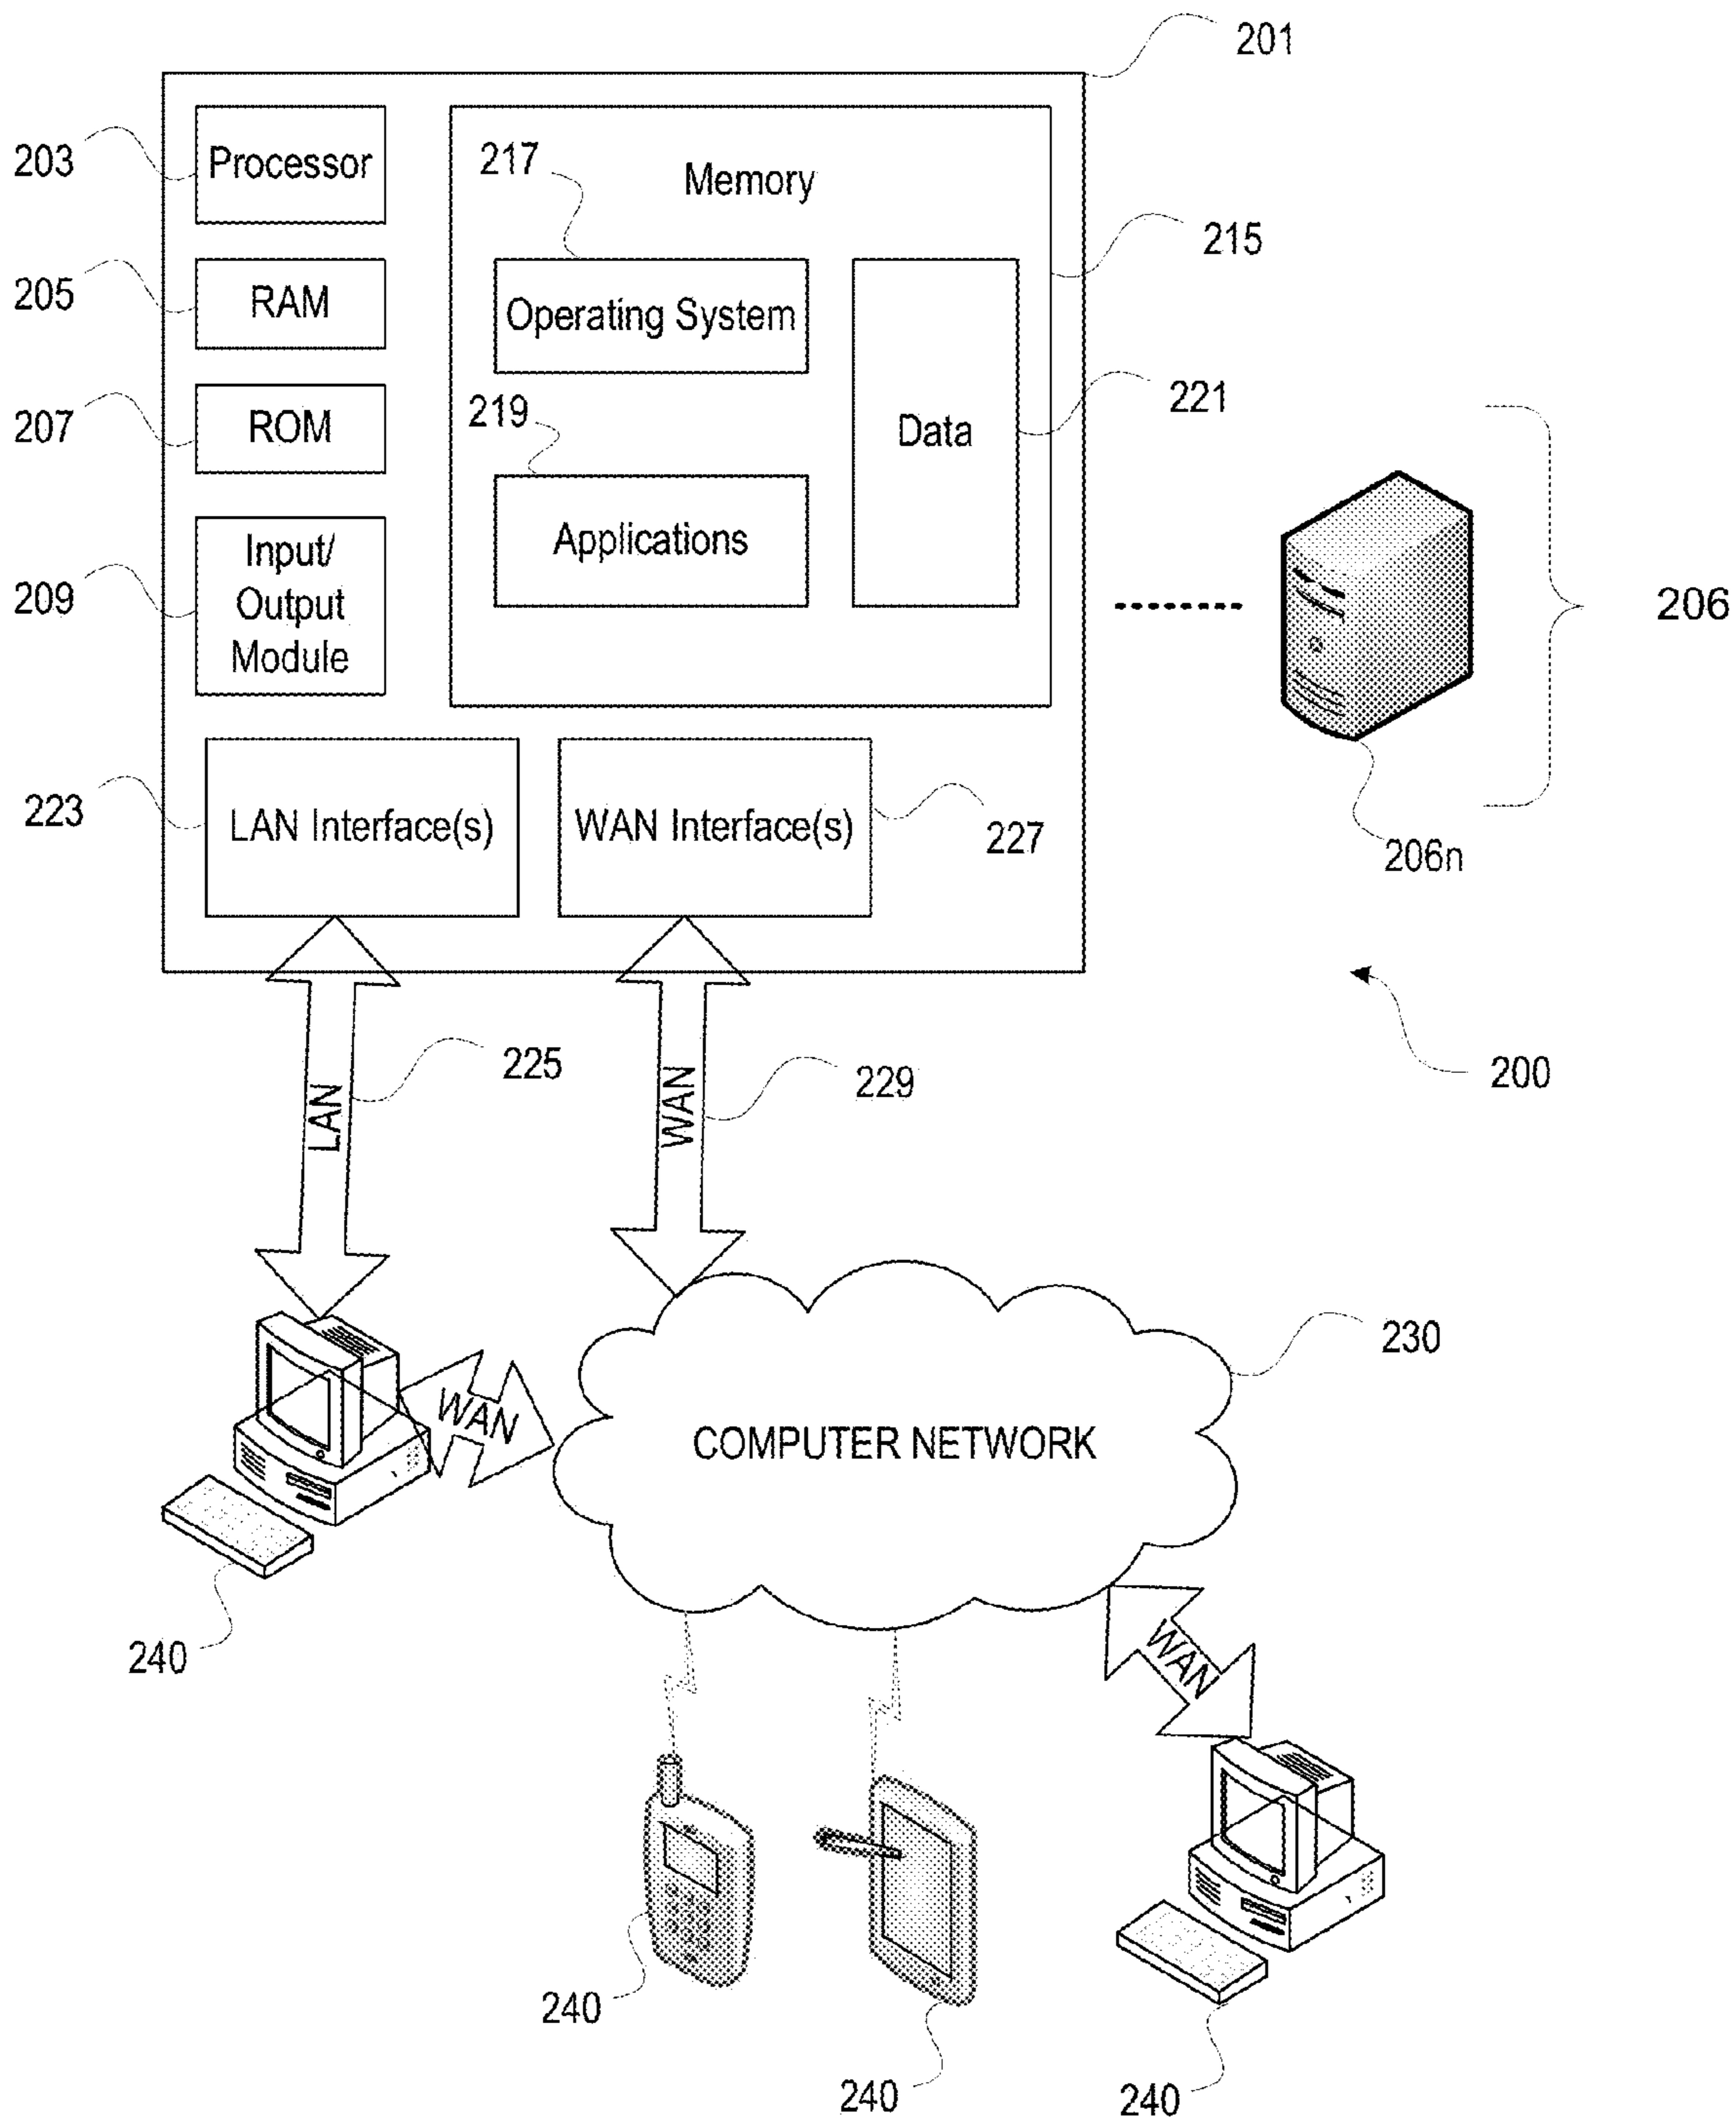 201
203
Processor
217
Memory
215
205
RAM
Operating System
207
ROM
219
Data
221
209
Input/
Output
Module
Applications
206
223
LAN Interface(s)
WAN Interface(s)
227
206n
LAN
225
WAN
229
200
230
WAN
COMPUTER NETWORK
240
WAN
240
240
240